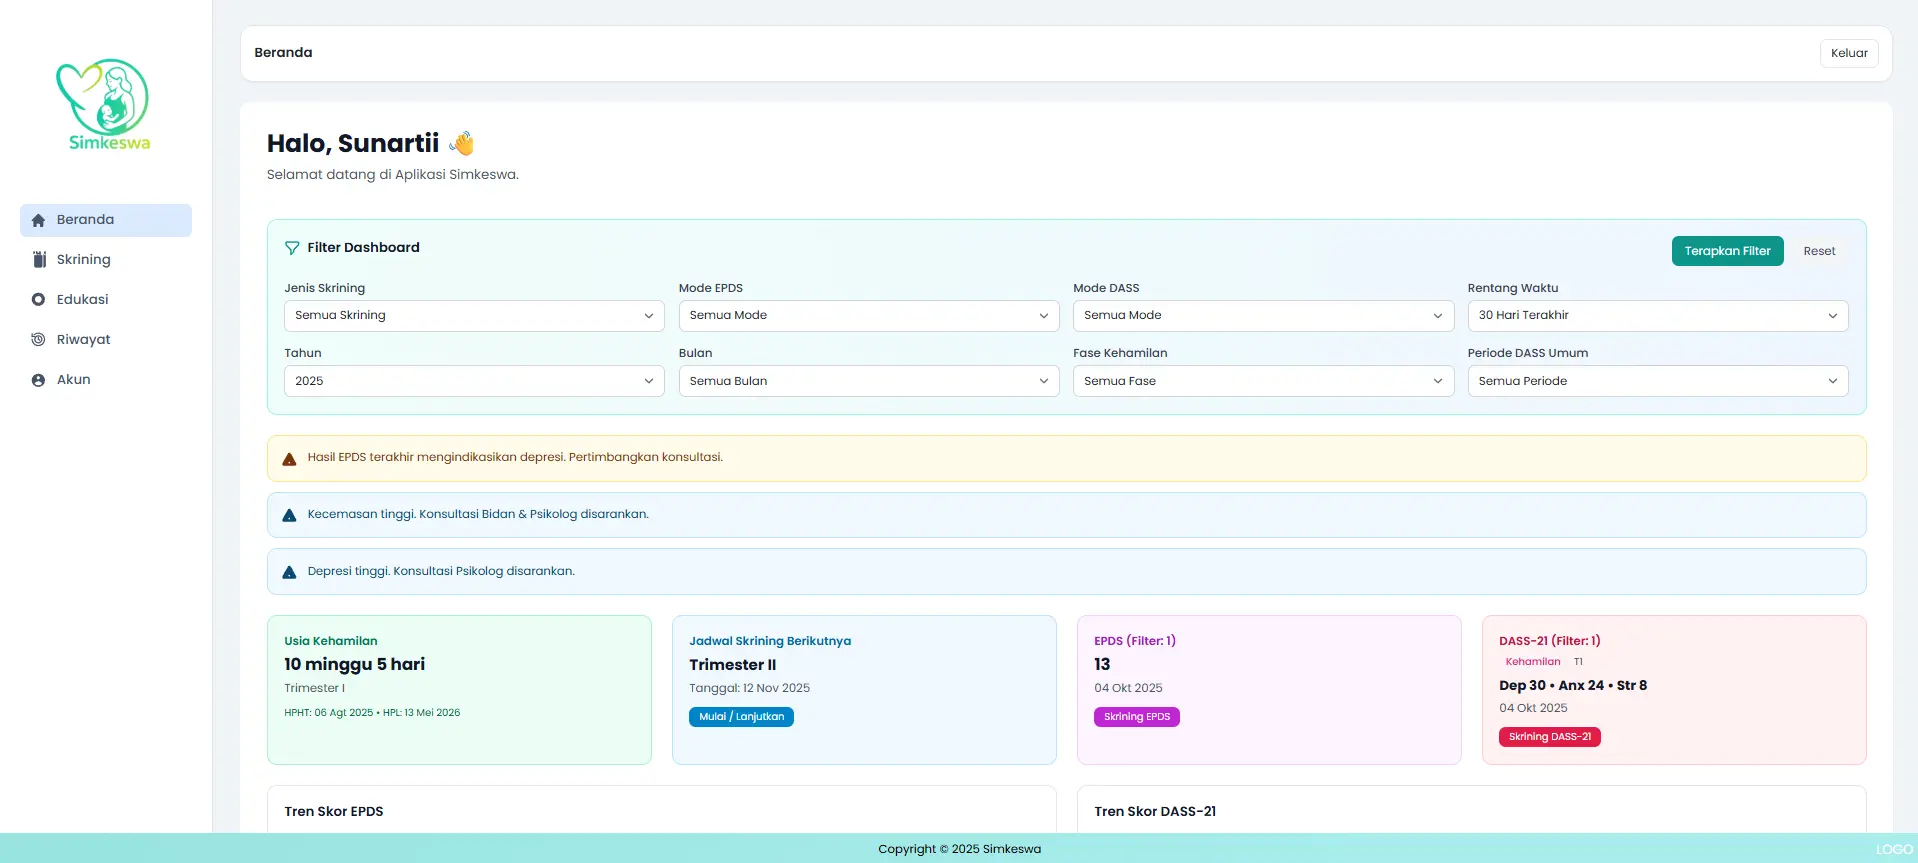 Simkeswa
Beranda
Skrining
Edukasi
Riwayat
Akun
Beranda
Keluar
Halo, Sunartii 👋
Selamat datang di Aplikasi Simkeswa.
Filter Dashboard
Terapkan Filter
Reset
Jenis Skrining
Mode EPDS
Mode DASS
Rentang Waktu
Semua Skrining
Semua Mode
Semua Mode
30 Hari Terakhir
Tahun
Bulan
Fase Kehamilan
Periode DASS Umum
2025
Semua Bulan
Semua Fase
Semua Periode
Hasil EPDS terakhir mengindikasikan depresi. Pertimbangkan konsultasi.
Kecemasan tinggi. Konsultasi Bidan & Psikolog disarankan.
Depresi tinggi. Konsultasi Psikolog disarankan.
Usia Kehamilan
10 minggu 5 hari
Trimester I
HPHT: 06 Agt 2025 • HPL: 13 Mei 2026
Jadwal Skrining Berikutnya
Trimester II
Tanggal: 12 Nov 2025
Mulai / Lanjutkan
EPDS (Filter: 1)
13
04 Okt 2025
Skrining EPDS
DASS-21 (Filter: 1)
Kehamilan T1
Dep 30 • Anx 24 • Str 8
04 Okt 2025
Skrining DASS-21
Tren Skor EPDS
Tren Skor DASS-21
Copyright © 2025 Simkeswa
LOGO